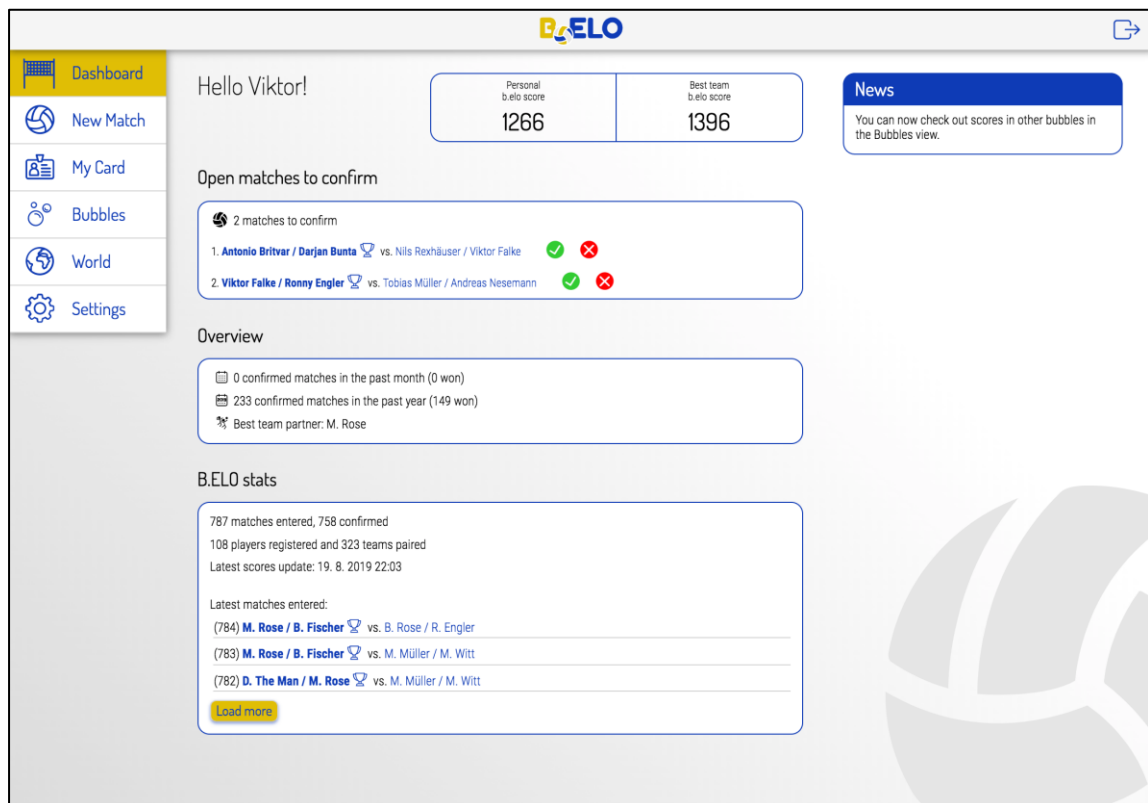 B.ELO
Dashboard
New Match
My Card
Bubbles
World
Settings
Hello Viktor!
Personal
b.elo score
1266
Best team
b.elo score
1396
Open matches to confirm
2 matches to confirm
1. Antonio Britvar / Darjan Bunta vs. Nils Rexhäuser / Viktor Falke
2. Viktor Falke / Ronny Engler vs. Tobias Müller / Andreas Nesemann
Overview
0 confirmed matches in the past month (0 won)
233 confirmed matches in the past year (149 won)
Best team partner: M. Rose
B.ELO stats
787 matches entered, 758 confirmed
108 players registered and 323 teams paired
Latest scores update: 19. 8. 2019 22:03
Latest matches entered:
(784) M. Rose / B. Fischer vs. B. Rose / R. Engler
(783) M. Rose / B. Fischer vs. M. Müller / M. Witt
(782) D. The Man / M. Rose vs. M. Müller / M. Witt
Load more
News
You can now check out scores in other bubbles in
the Bubbles view.